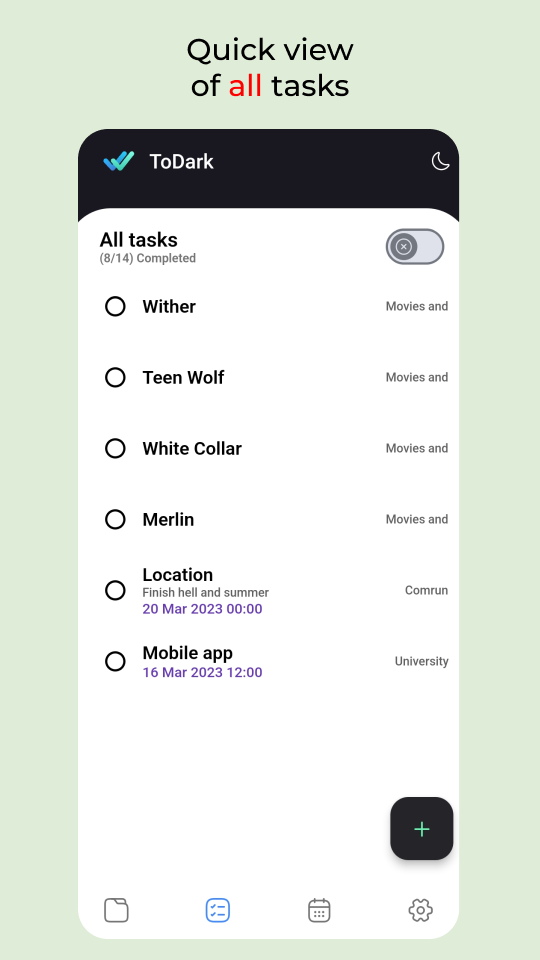 Quick view
of all tasks
ToDark
All tasks
(8/14) Completed
Wither
Movies and
Teen Wolf
Movies and
White Collar
Movies and
Merlin
Movies and
Location
Finish hell and summer
20 Mar 2023 00:00
Comrun
Mobile app
16 Mar 2023 12:00
University